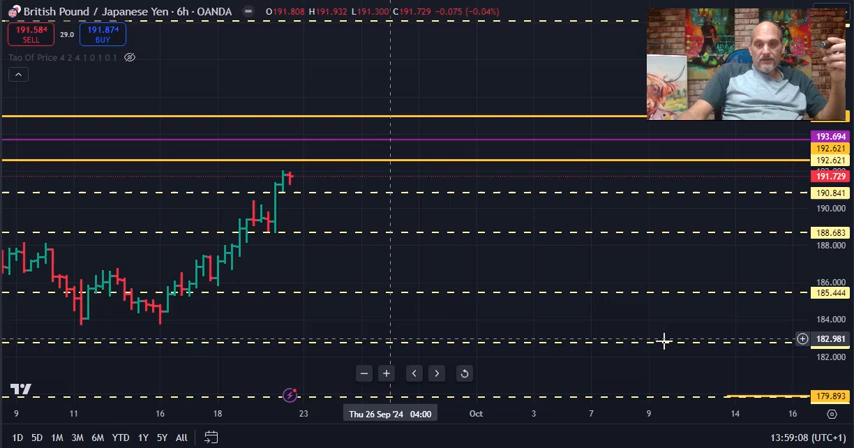 British Pound / Japanese Yen · 6h · OANDA O191.808 H191.932 L191.300 C191.729 -0.075 (-0.04%)
191.584 SELL 29.0 191.874 BUY
Tao Of Price 4 2 4 1 0 1 0 1
193.694
192.621
192.621
191.729
190.841
190.000
188.683
188.000
186.000
185.444
184.000
182.981
182.000
179.893
9 11 16 18 23 Thu 26 Sep '24 04:00 Oct 3 7 9 14 16
1D 5D 1M 3M 6M YTD 1Y 5Y All 13:59:08 (UTC+1)